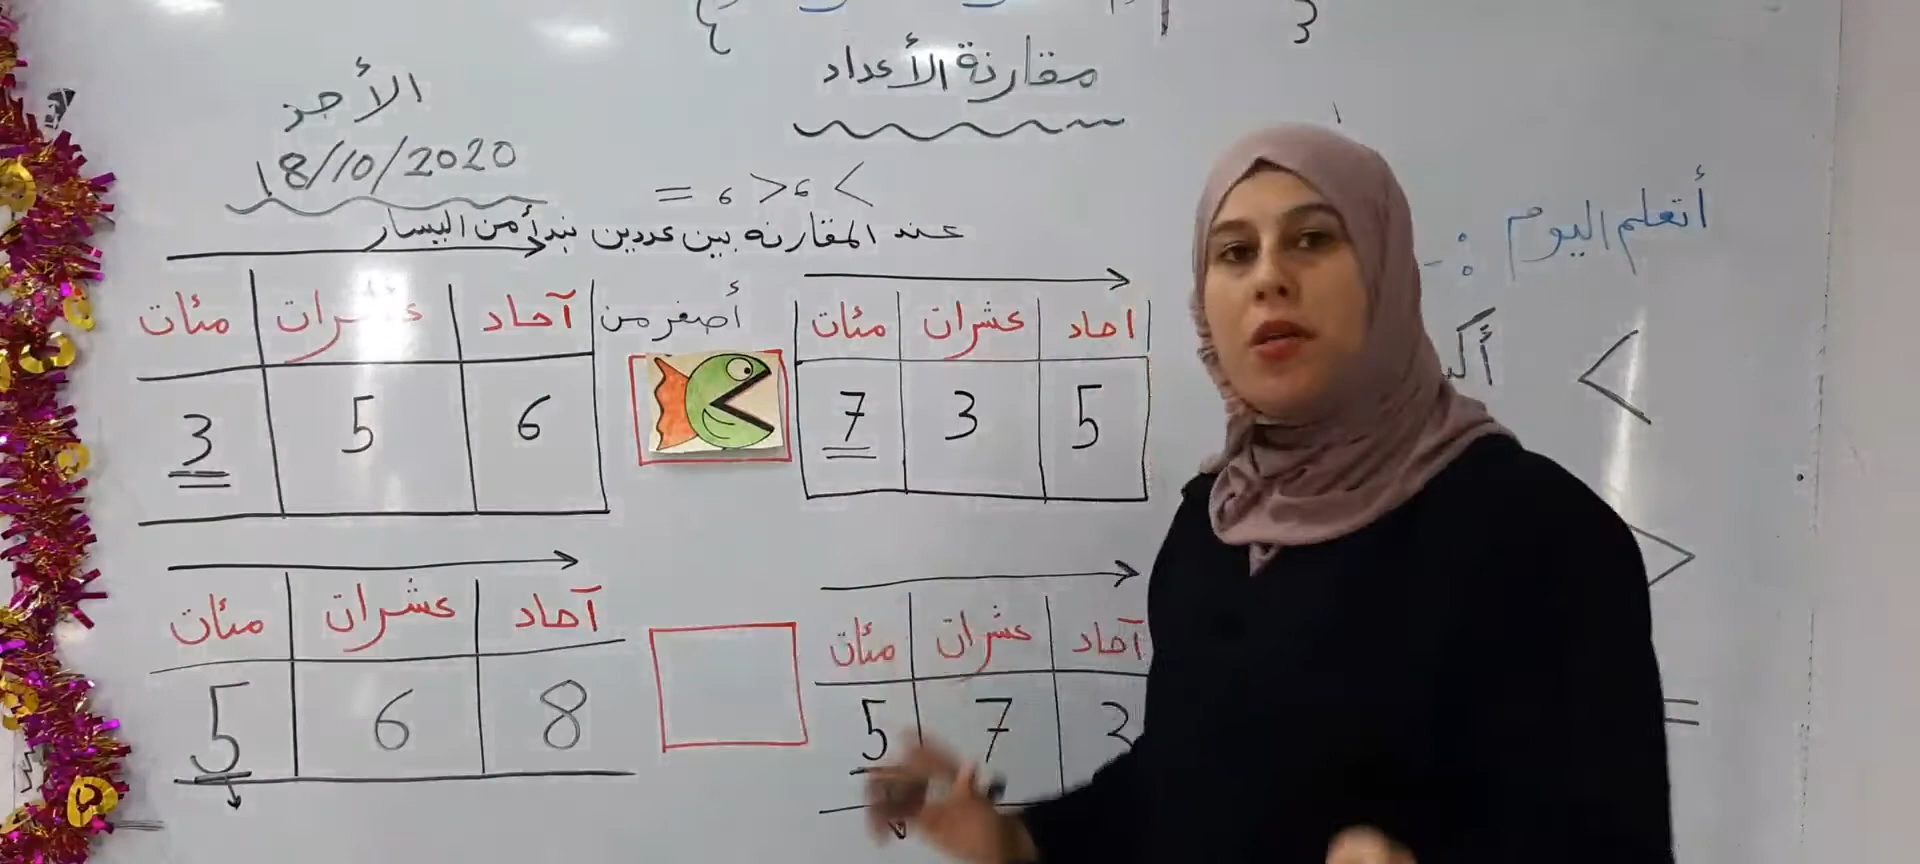 مقارنة الأعداد
الأحد
18/10/2020
< ، > ، =
عند المقارنة بين عددين نبدأ من اليسار
أتعلم اليوم :-
<
>
=
مئات عشرات آحاد
3 5 6
أصغر من
مئات عشرات احاد
7 3 5
مئات عشرات آحاد
5 6 8
مئات عشرات آحاد
5 7 3